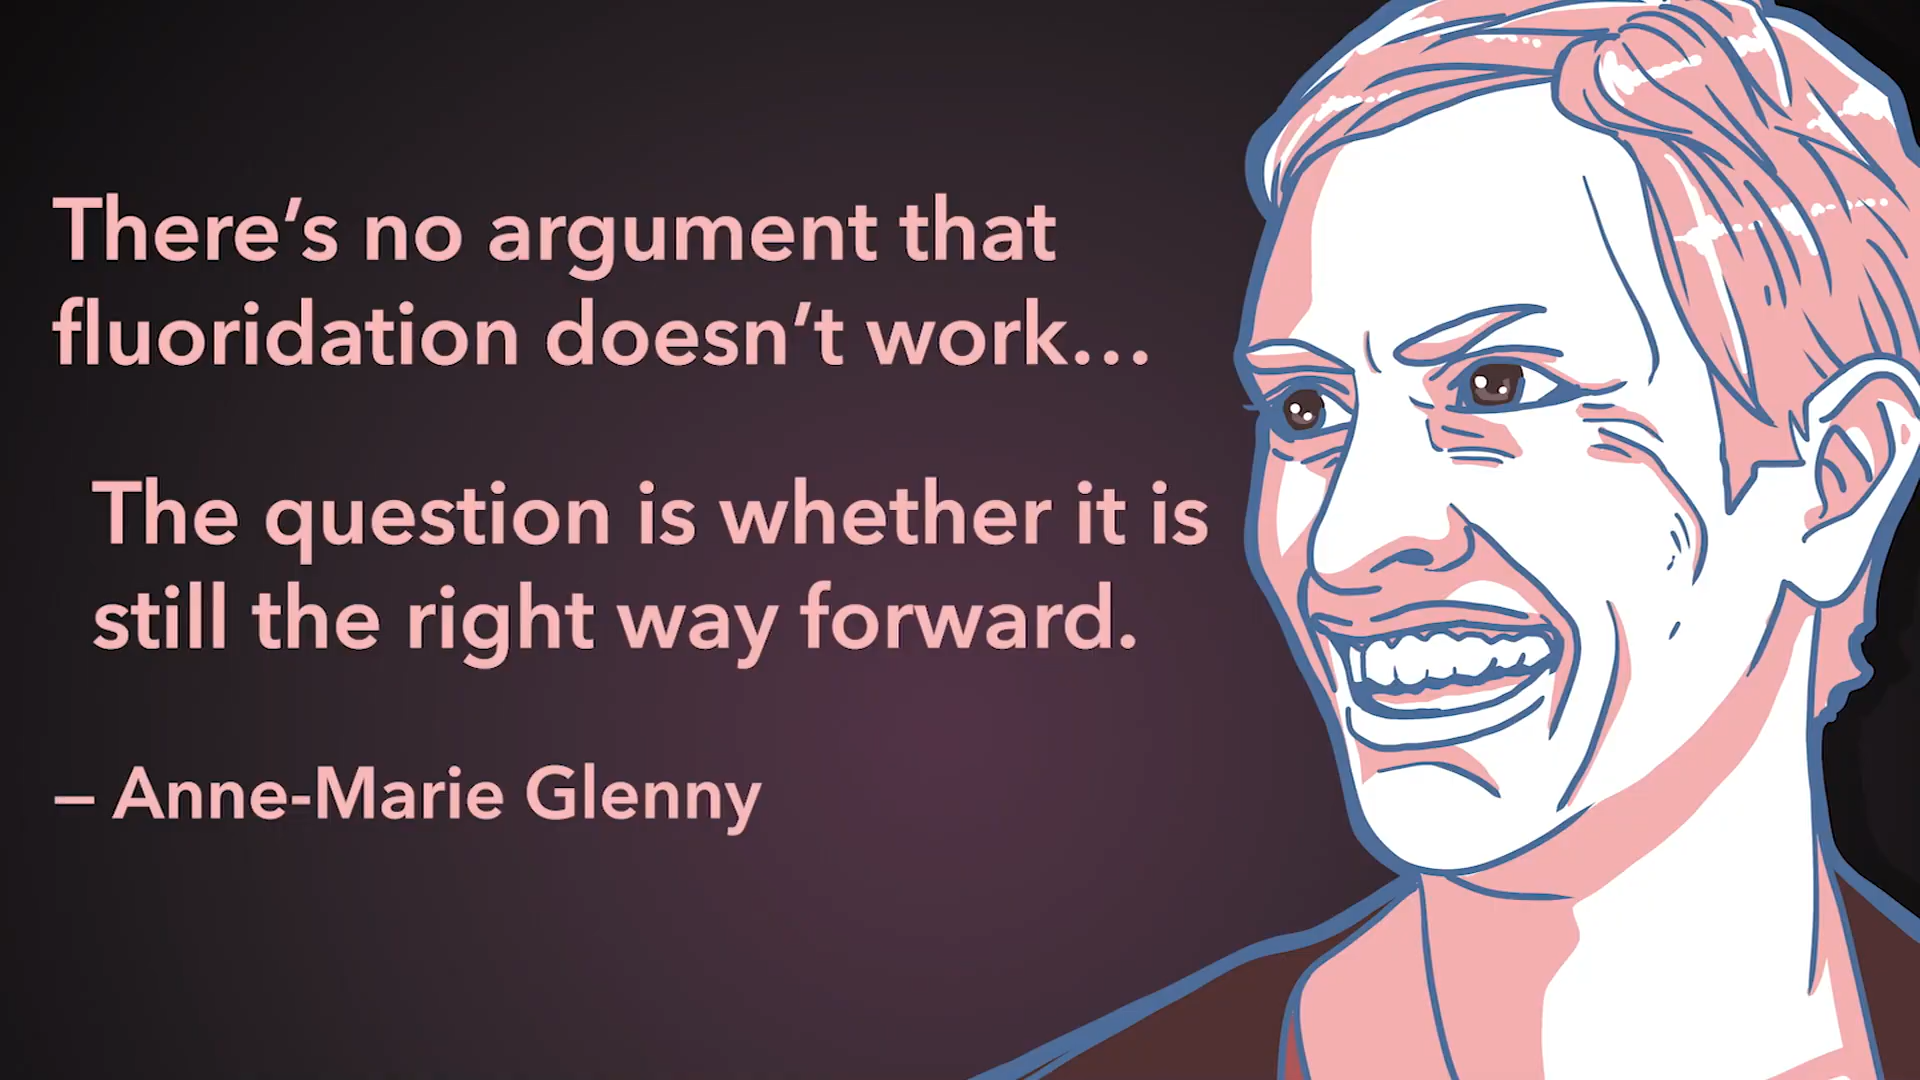 There’s no argument that
fluoridation doesn’t work…
The question is whether it is
still the right way forward.
– Anne-Marie Glenny